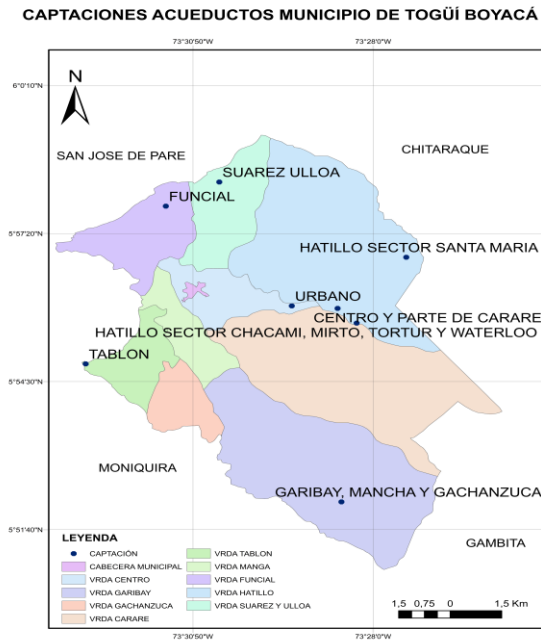 CAPTACIONES ACUEDUCTOS MUNICIPIO DE TOGÜÍ BOYACÁ
73°30'50"W 73°28'0"W
6°0'10"N
N
CHITARAQUE
SAN JOSE DE PARE
SUAREZ ULLOA
FUNCIAL
5°57'20"N
HATILLO SECTOR SANTA MARIA
URBANO
CENTRO Y PARTE DE CARARE
HATILLO SECTOR CHACAMI, MIRTO, TORTUR Y WATERLOO
TABLON
5°54'30"N
MONIQUIRA
GARIBAY, MANCHA Y GACHANZUCA
5°51'40"N
GAMBITA
LEYENDA
CAPTACIÓN
CABECERA MUNICIPAL
VRDA CENTRO
VRDA GARIBAY
VRDA GACHANZUCA
VRDA CARARE
VRDA TABLON
VRDA MANGA
VRDA FUNCIAL
VRDA HATILLO
VRDA SUAREZ Y ULLOA
1,5 0,75 0 1,5 Km
73°30'50"W 73°28'0"W